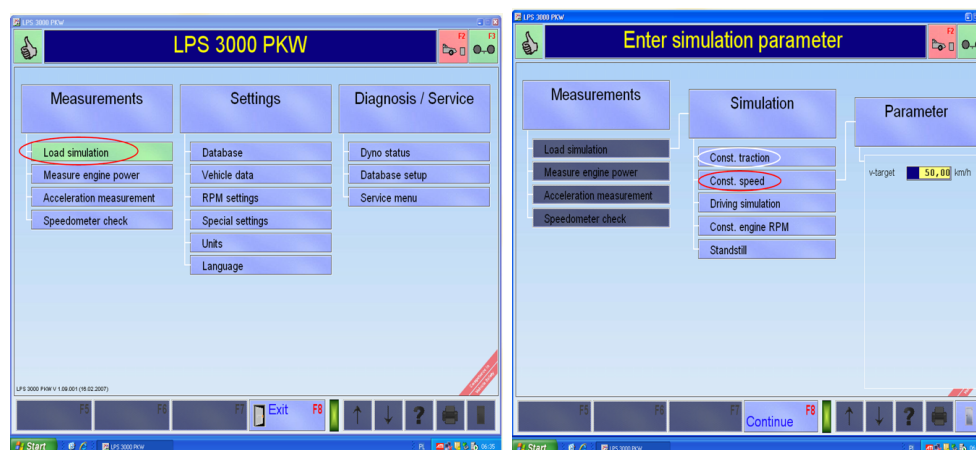 LPS 3000 PKW
LPS 3000 PKW
F2
F3
Measurements
Settings
Diagnosis / Service
Load simulation
Database
Dyno status
Measure engine power
Vehicle data
Database setup
Acceleration measurement
RPM settings
Service menu
Speedometer check
Special settings
Units
Language
LPS 3000 PKW V 1.09.001 (16.02.2007)
F5
F6
F7
Exit
F8
?
Start
LPS 3000 PKW
06:05
LPS 3000 PKW
Enter simulation parameter
F2
Measurements
Simulation
Parameter
Load simulation
Const. traction
v-target
50,00
km/h
Measure engine power
Const. speed
Acceleration measurement
Driving simulation
Speedometer check
Const. engine RPM
Standstill
F5
F6
F7
Continue
F8
?
Start
LPS 3000 PKW